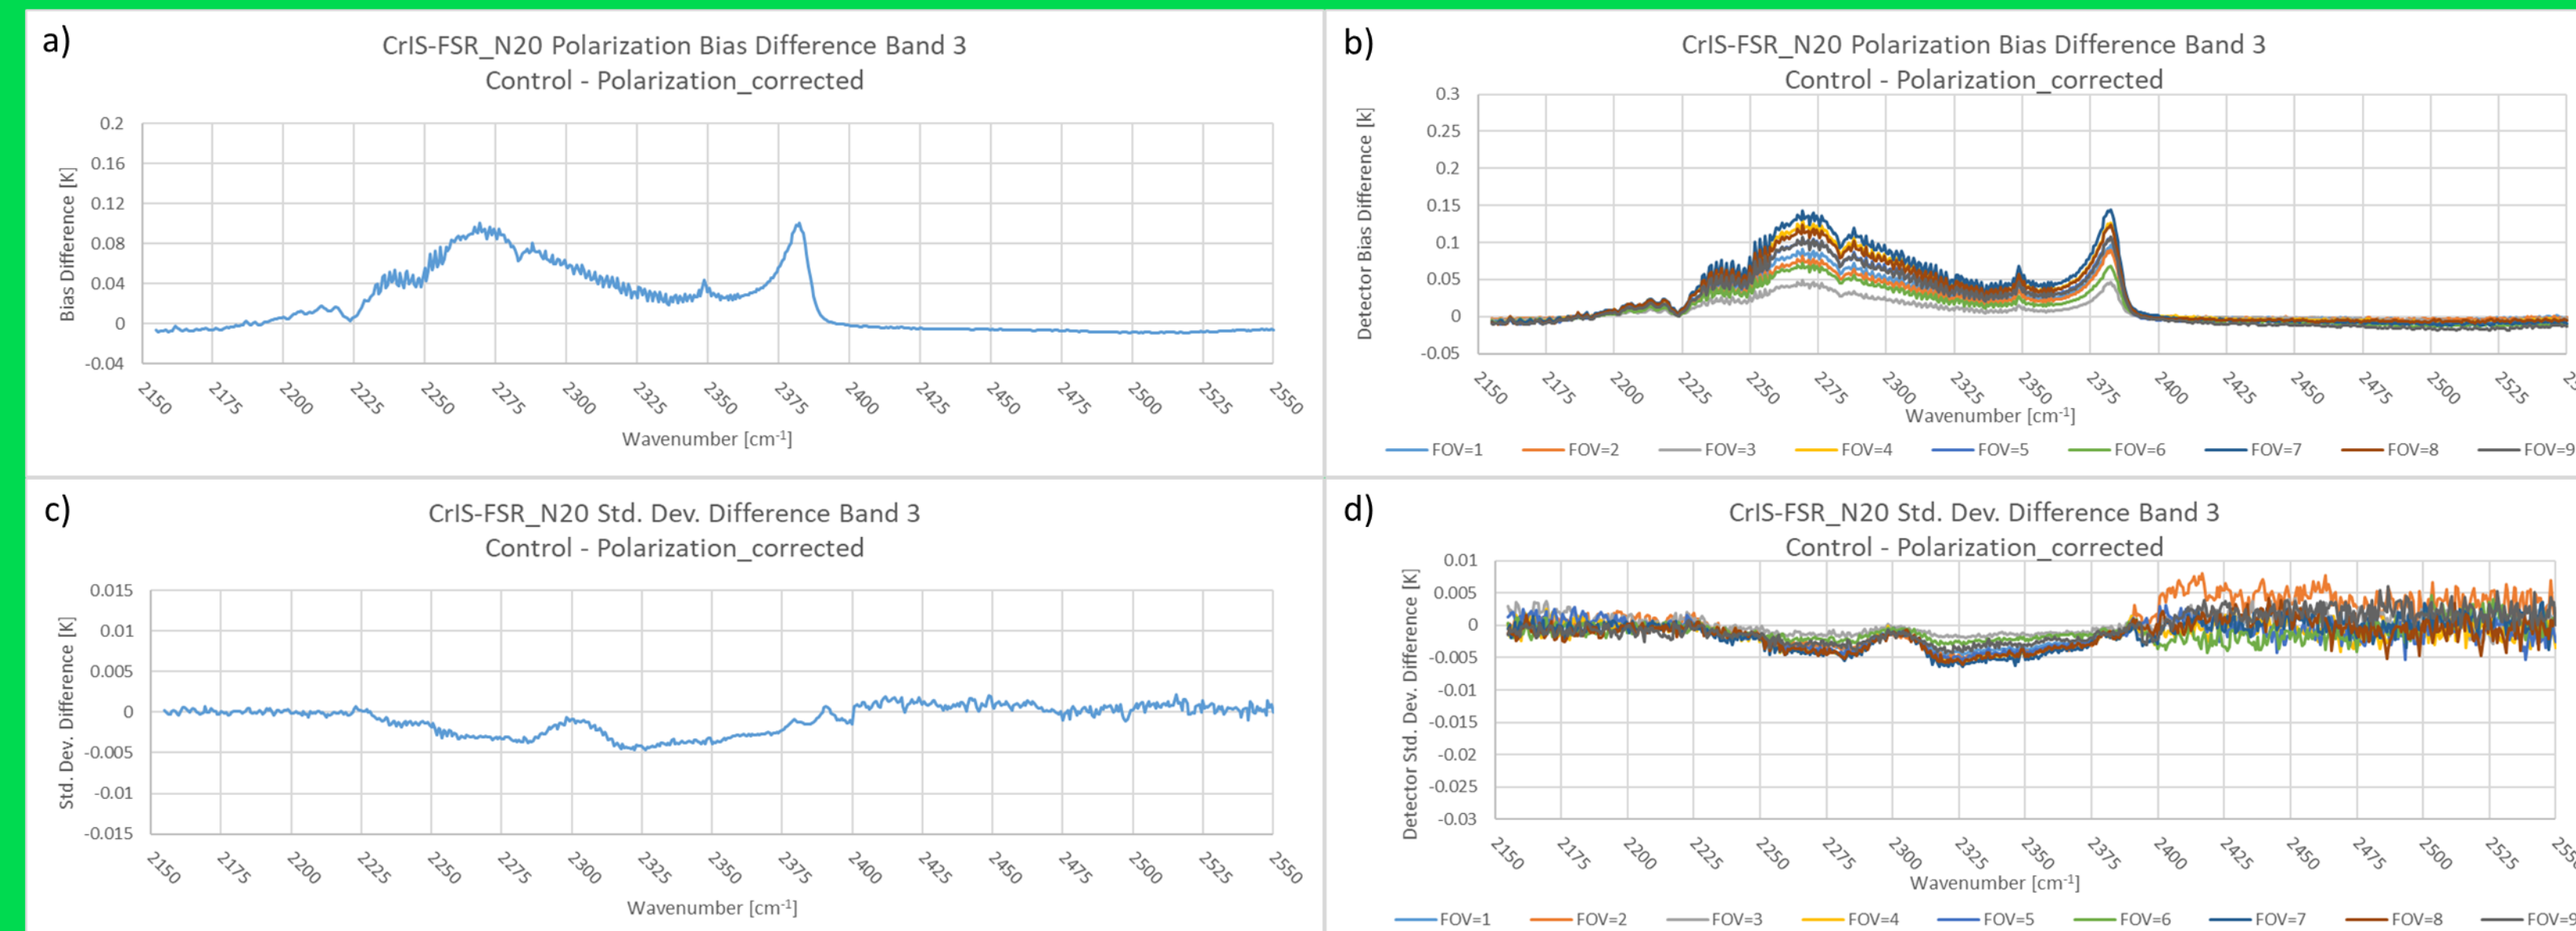 a)
CrIS-FSR_N20 Polarization Bias Difference Band 3
Control - Polarization_corrected
Bias Difference [K]
0.2
0.16
0.12
0.08
0.04
0
-0.04
2150 2175 2200 2225 2250 2275 2300 2325 2350 2375 2400 2425 2450 2475 2500 2525 2550
Wavenumber [cm-1]
b)
CrIS-FSR_N20 Polarization Bias Difference Band 3
Control - Polarization_corrected
Detector Bias Difference [k]
0.3
0.25
0.2
0.15
0.1
0.05
0
-0.05
2150 2175 2200 2225 2250 2275 2300 2325 2350 2375 2400 2425 2450 2475 2500 2525
Wavenumber [cm-1]
FOV=1 FOV=2 FOV=3 FOV=4 FOV=5 FOV=6 FOV=7 FOV=8 FOV=9
c)
CrIS-FSR_N20 Std. Dev. Difference Band 3
Control - Polarization_corrected
Std. Dev. Difference [K]
0.015
0.01
0.005
0
-0.005
-0.01
-0.015
2150 2175 2200 2225 2250 2275 2300 2325 2350 2375 2400 2425 2450 2475 2500 2525 2550
Wavenumber [cm-1]
d)
CrIS-FSR_N20 Std. Dev. Difference Band 3
Control - Polarization_corrected
Detector Std. Dev. Difference [K]
0.01
0.005
0
-0.005
-0.01
-0.015
-0.02
-0.025
-0.03
2150 2175 2200 2225 2250 2275 2300 2325 2350 2375 2400 2425 2450 2475 2500 2525
Wavenumber [cm-1]
FOV=1 FOV=2 FOV=3 FOV=4 FOV=5 FOV=6 FOV=7 FOV=8 FOV=9